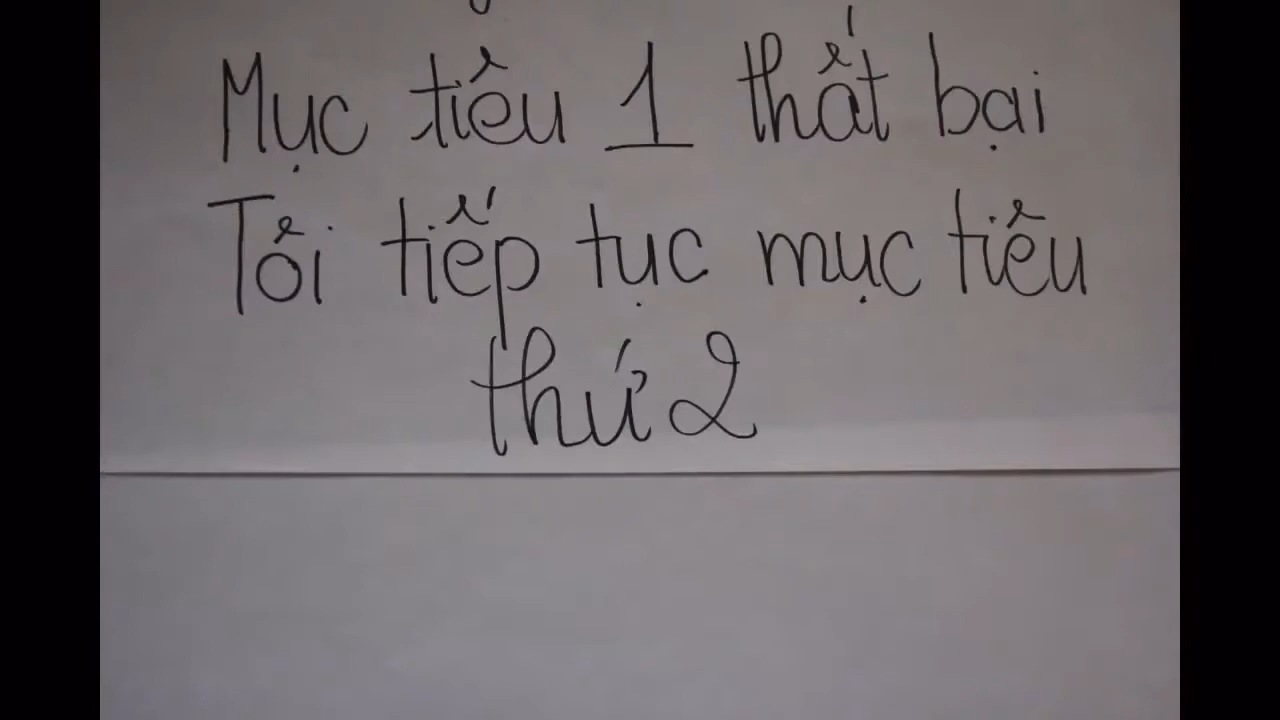 Mục tiêu 1 thất bại
Tôi tiếp tục mục tiêu
thứ 2